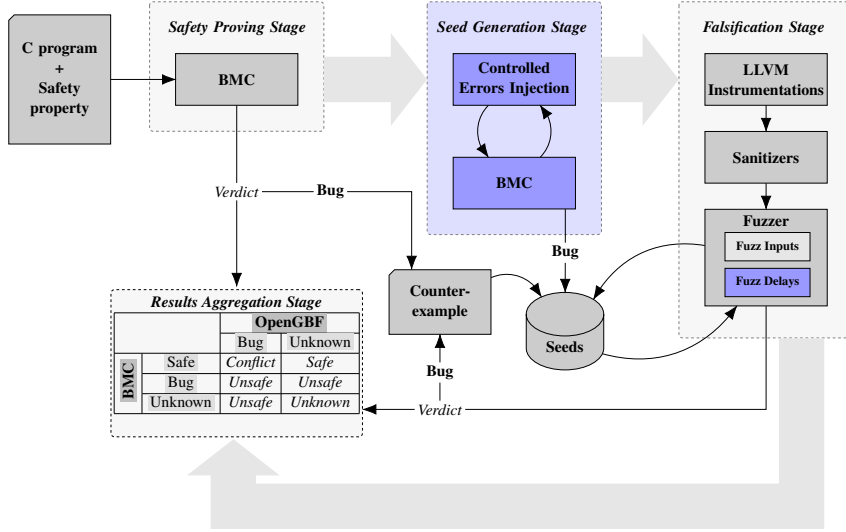 C program
+
Safety
property
Safety Proving Stage
BMC
Seed Generation Stage
Controlled
Errors Injection
BMC
Falsification Stage
LLVM
Instrumentations
Sanitizers
Fuzzer
Fuzz Inputs
Fuzz Delays
Verdict
Bug
Bug
Counter-
example
Seeds
Bug
Verdict
Results Aggregation Stage
OpenGBF
Bug Unknown
BMC
Safe Conflict Safe
Bug Unsafe Unsafe
Unknown Unsafe Unknown